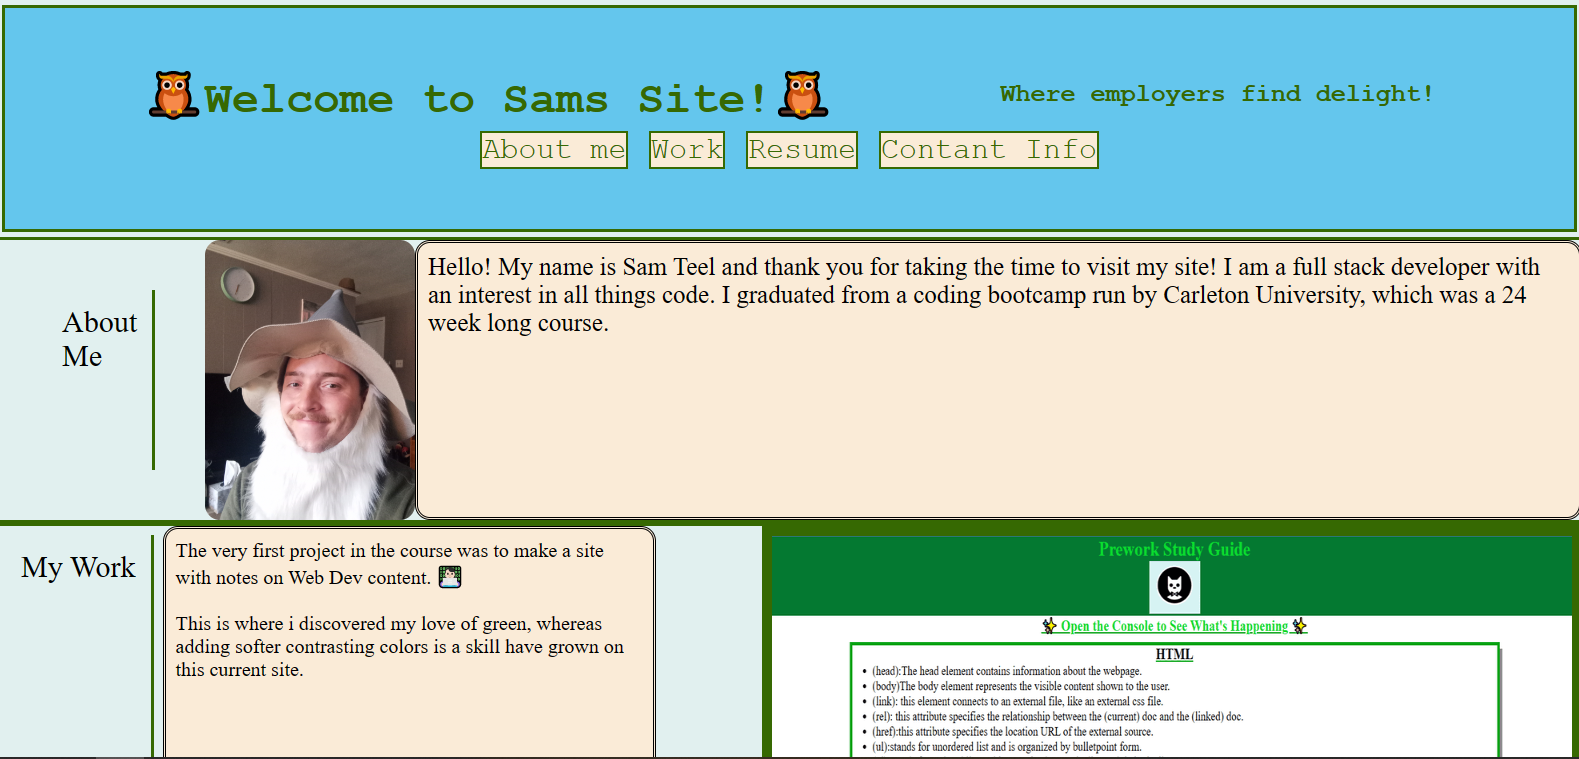 Welcome to Sams Site!
Where employers find delight!
About me Work Resume Contant Info
About
Me
Hello! My name is Sam Teel and thank you for taking the time to visit my site! I am a full stack developer with
an interest in all things code. I graduated from a coding bootcamp run by Carleton University, which was a 24
week long course.
My Work
The very first project in the course was to make a site
with notes on Web Dev content.
This is where i discovered my love of green, whereas
adding softer contrasting colors is a skill have grown on
this current site.
Prework Study Guide
✨ Open the Console to See What's Happening ✨
HTML
• (head):The head element contains information about the webpage.
• (body)The body element represents the visible content shown to the user.
• (link): this element connects to an external file, like an external css file.
• (rel): this attribute specifies the relationship between the (current) doc and the (linked) doc.
• (href):this attribute specifies the location URL of the external source.
• (ul):stands for unordered list and is organized by bulletpoint form.